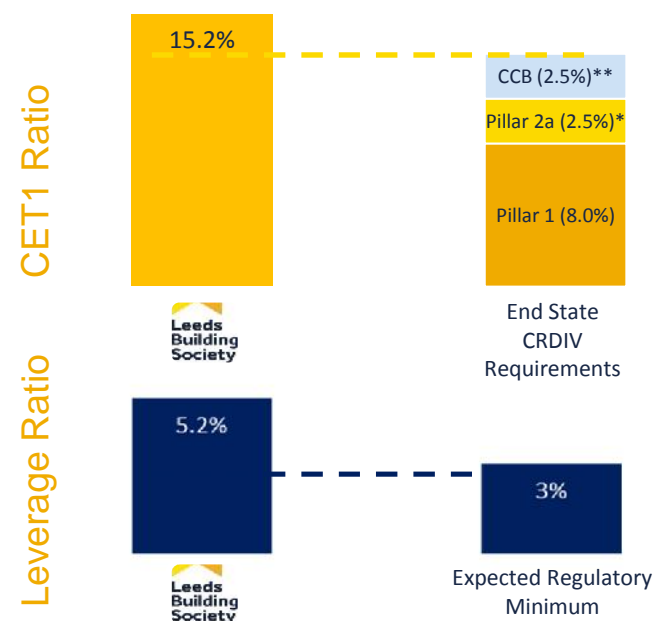 CET1 Ratio
15.2%
CCB (2.5%)**
Pillar 2a (2.5%)*
Pillar 1 (8.0%)
Leeds
Building
Society
End State
CRDIV
Requirements
Leverage Ratio
5.2%
3%
Leeds
Building
Society
Expected Regulatory
Minimum